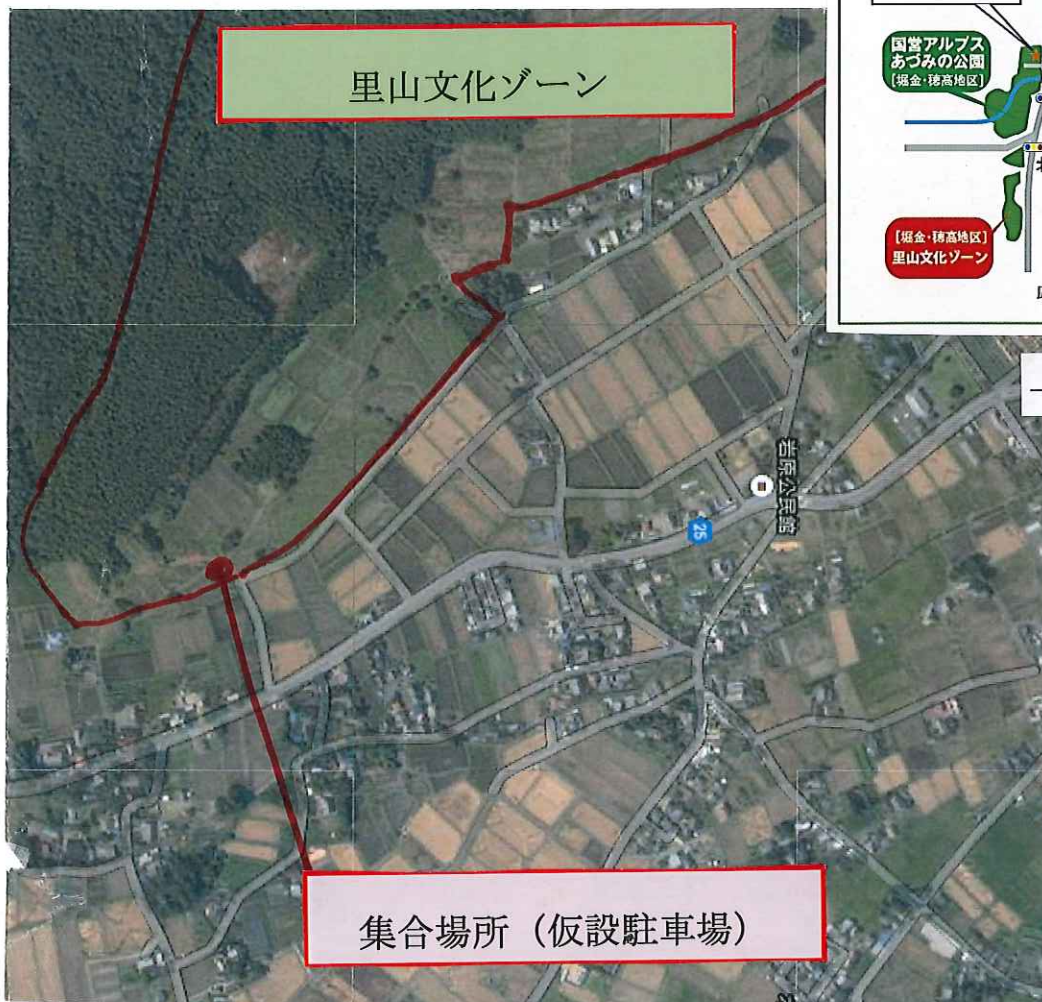 里山文化ゾーン
国営アルプス
あづみの公園
[堀金・穂高地区]
[堀金・穂高地区]
里山文化ゾーン
岩原公民館
25
集合場所（仮設駐車場）